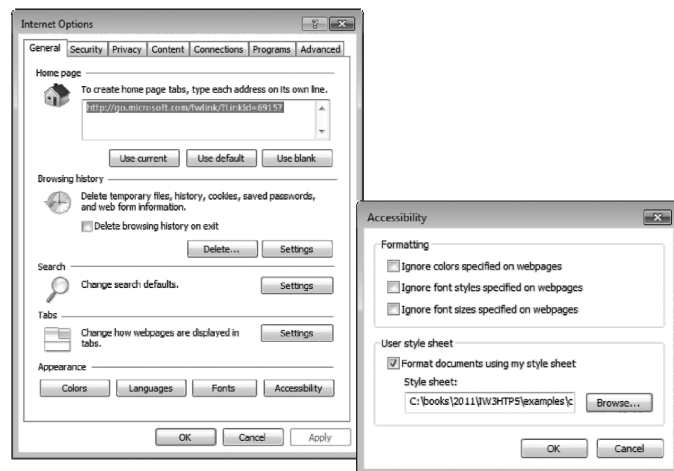 Internet Options
General Security Privacy Content Connections Programs Advanced
Home page
To create home page tabs, type each address on its own line.
http://go.microsoft.com/fwlink/?LinkId=69157
Use current Use default Use blank
Browsing history
Delete temporary files, history, cookies, saved passwords,
and web form information.
Delete browsing history on exit
Delete... Settings
Search
Change search defaults.
Settings
Tabs
Change how webpages are displayed in
tabs.
Settings
Appearance
Colors Languages Fonts Accessibility
OK Cancel Apply
Accessibility
Formatting
Ignore colors specified on webpages
Ignore font styles specified on webpages
Ignore font sizes specified on webpages
User style sheet
Format documents using my style sheet
Style sheet:
C:\books\2011\IW3HTP5\examples\c Browse...
OK Cancel